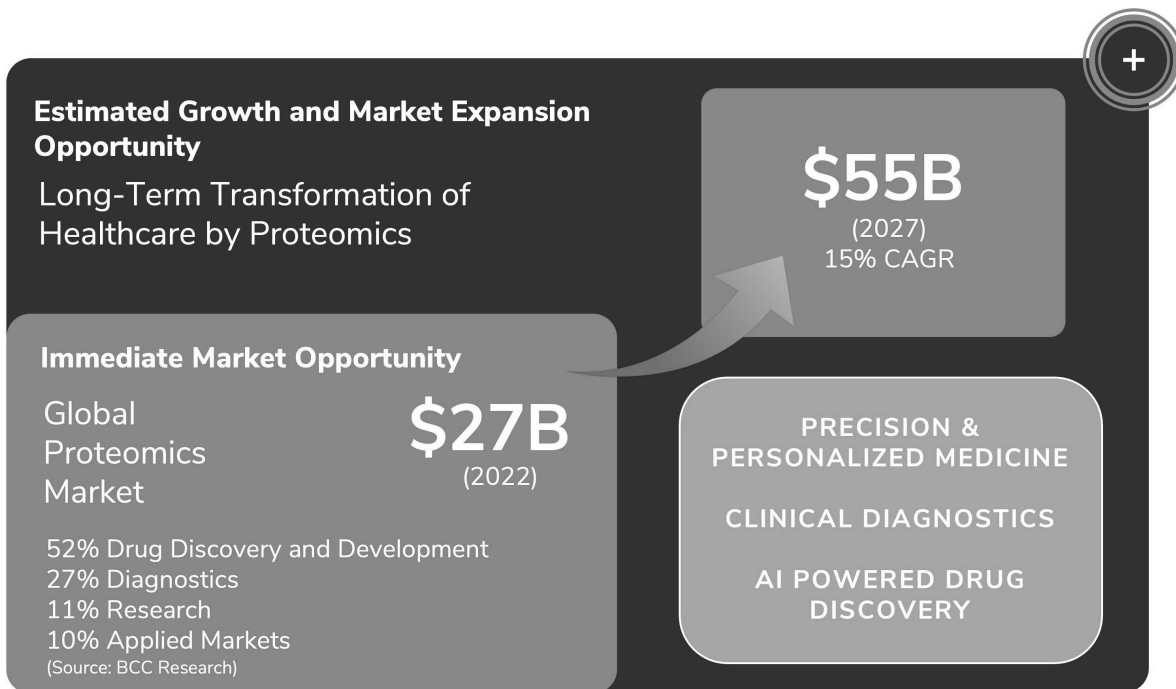 +
Estimated Growth and Market Expansion
Opportunity
Long-Term Transformation of
Healthcare by Proteomics
$55B
(2027)
15% CAGR
Immediate Market Opportunity
Global
Proteomics
Market
$27B
(2022)
52% Drug Discovery and Development
27% Diagnostics
11% Research
10% Applied Markets
(Source: BCC Research)
PRECISION &
PERSONALIZED MEDICINE
CLINICAL DIAGNOSTICS
AI POWERED DRUG
DISCOVERY